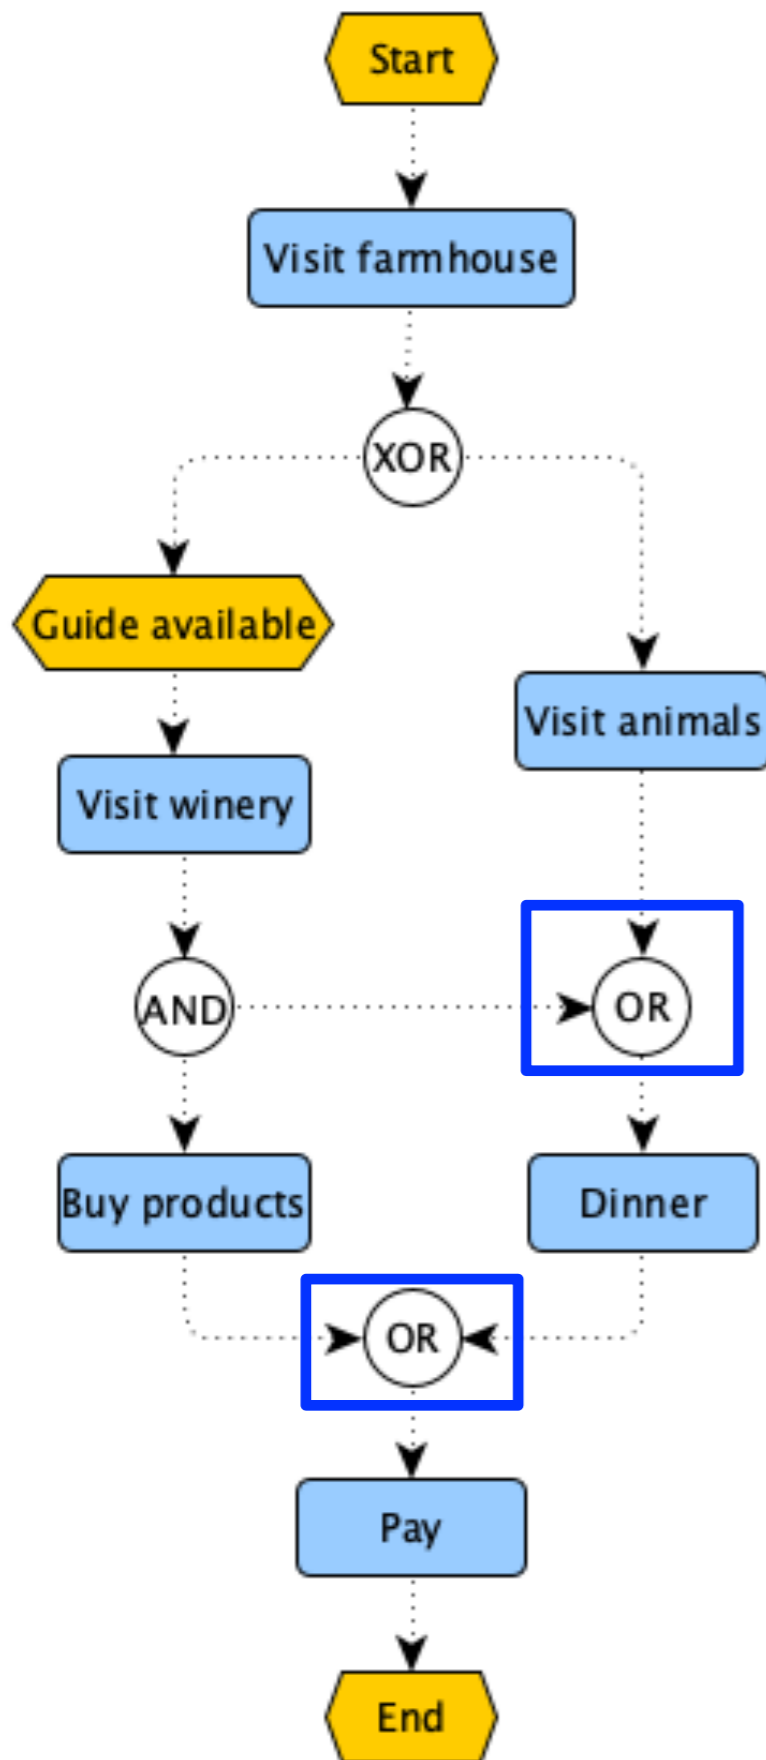 Start
Visit farmhouse
XOR
Guide available
Visit animals
Visit winery
AND
OR
Buy products
Dinner
OR
Pay
End